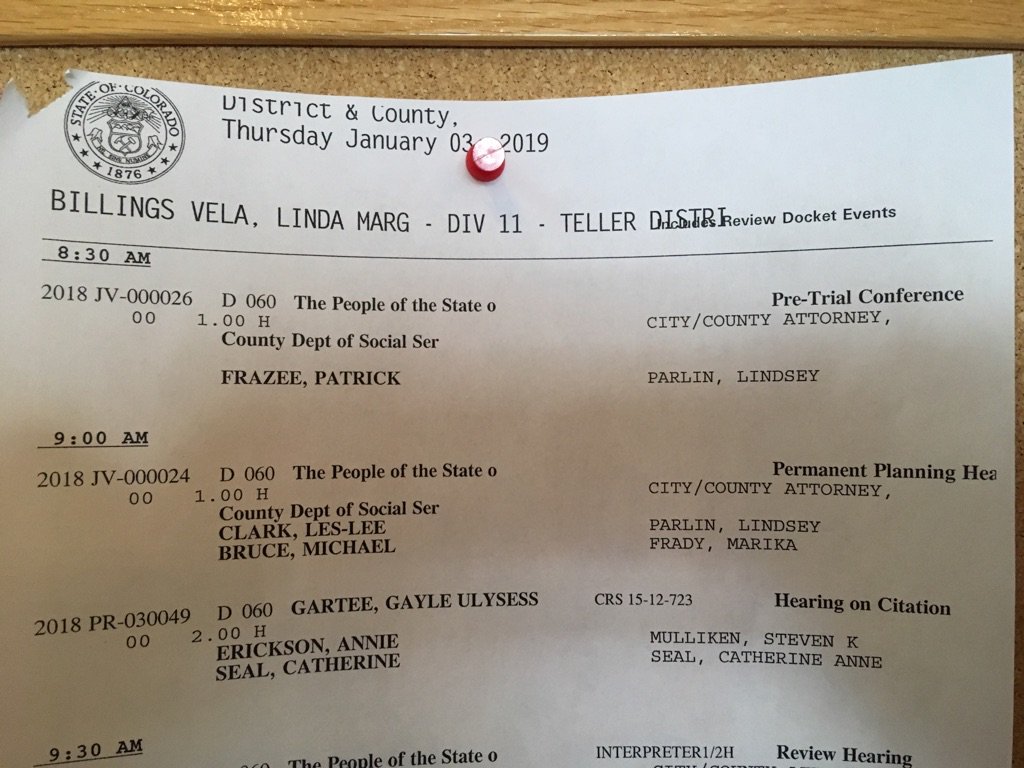 STATE · OF · COLORADO
1876
District & County,
Thursday January 03, 2019
BILLINGS VELA, LINDA MARG - DIV 11 - TELLER DISTRI
Includes Review Docket Events
8:30 AM
2018 JV-000026 D 060 The People of the State o Pre-Trial Conference
00 1.00 H CITY/COUNTY ATTORNEY,
County Dept of Social Ser
FRAZEE, PATRICK PARLIN, LINDSEY
9:00 AM
2018 JV-000024 D 060 The People of the State o Permanent Planning Hea
00 1.00 H CITY/COUNTY ATTORNEY,
County Dept of Social Ser
CLARK, LES-LEE PARLIN, LINDSEY
BRUCE, MICHAEL FRADY, MARIKA
2018 PR-030049 D 060 GARTEE, GAYLE ULYSESS CRS 15-12-723 Hearing on Citation
00 2.00 H
ERICKSON, ANNIE MULLIKEN, STEVEN K
SEAL, CATHERINE SEAL, CATHERINE ANNE
9:30 AM
060 The People of the State o INTERPRETER1/2H Review Hearing